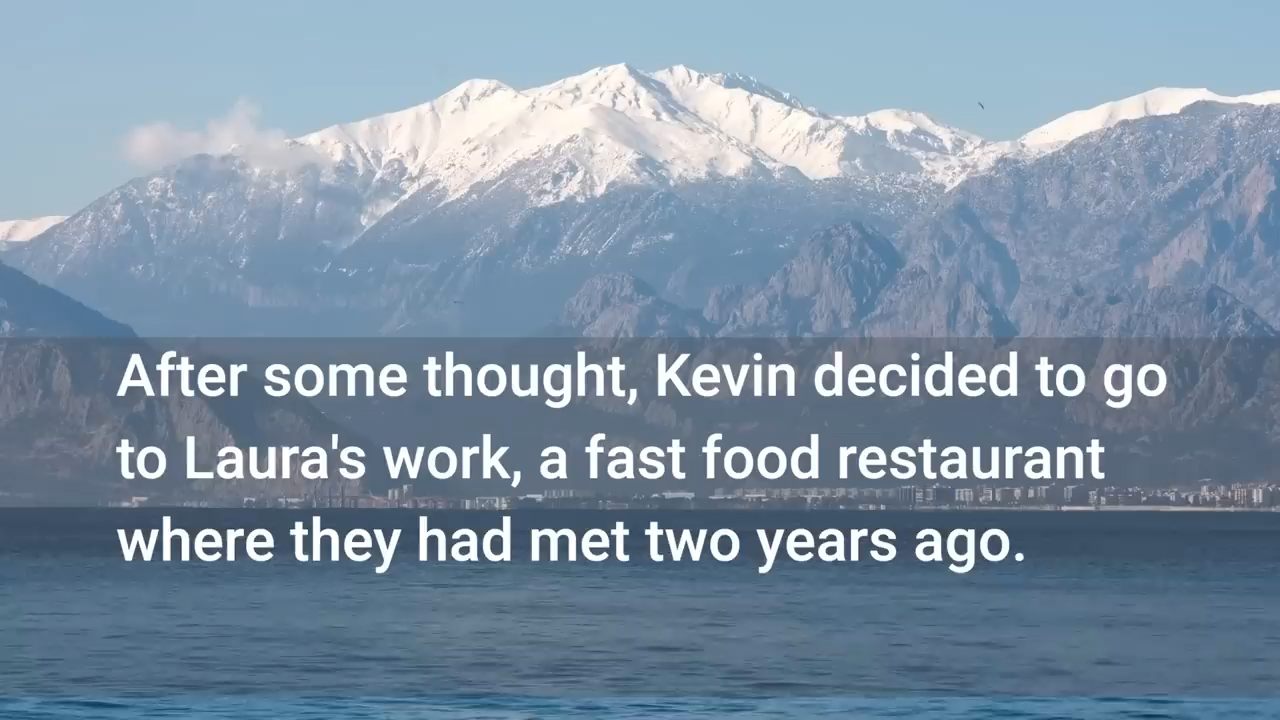 After some thought, Kevin decided to go
to Laura's work, a fast food restaurant
where they had met two years ago.